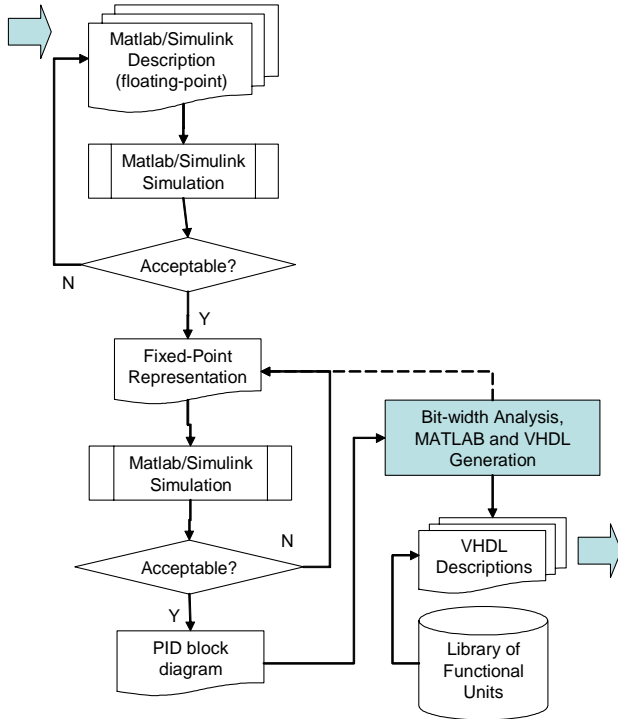 Matlab/Simulink
Description
(floating-point)
Matlab/Simulink
Simulation
Acceptable?
N
Y
Fixed-Point
Representation
Matlab/Simulink
Simulation
N
Acceptable?
Y
PID block
diagram
Bit-width Analysis,
MATLAB and VHDL
Generation
VHDL
Descriptions
Library of
Functional
Units